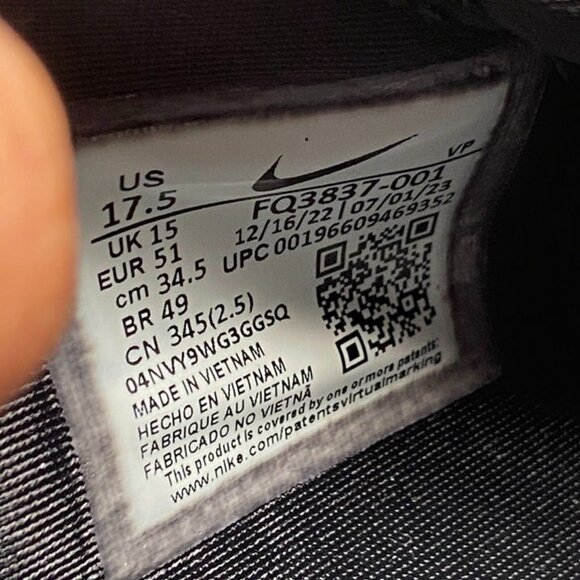 US
17.5
VP
FQ3837-001
12/16/22 | 07/01/23
UPC 00196609469352
UK 15
EUR 51
cm 34.5
BR 49
CN 345(2.5)
04NVY9WG3GGSQ
MADE IN VIETNAM
HECHO EN VIETNAM
FABRIQUE AU VIETNAM
FABRICADO NO VIETNÃ
This product is covered by one or more patents:
www.nike.com/patentsvirtualmarking